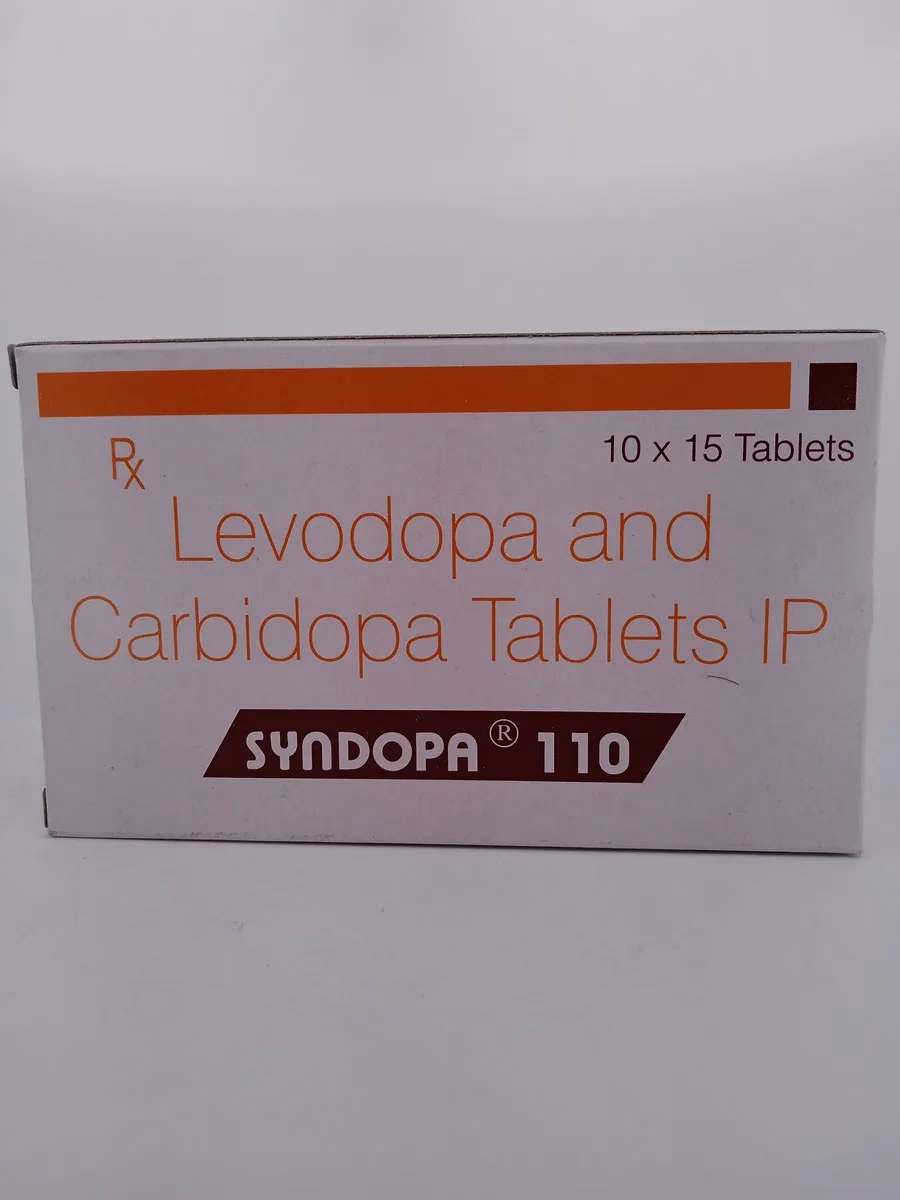 10 x 15 Tablets
Rx
Levodopa and
Carbidopa Tablets IP
SYNDOPA® 110